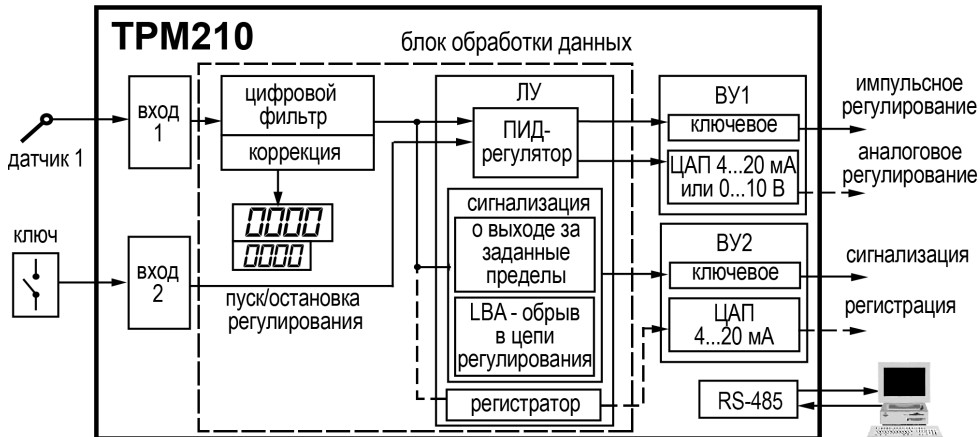 ТРМ210
блок обработки данных
датчик 1
вход
1
цифровой
фильтр
коррекция
0000
0000
ключ
вход
2
пуск/остановка
регулирования
ЛУ
ПИД-
регулятор
сигнализация
о выходе за
заданные
пределы
LBA - обрыв
в цепи
регулирования
регистратор
ВУ1
ключевое
ЦАП 4...20 мА
или 0...10 В
ВУ2
ключевое
ЦАП
4...20 мА
RS-485
импульсное
регулирование
аналоговое
регулирование
сигнализация
регистрация